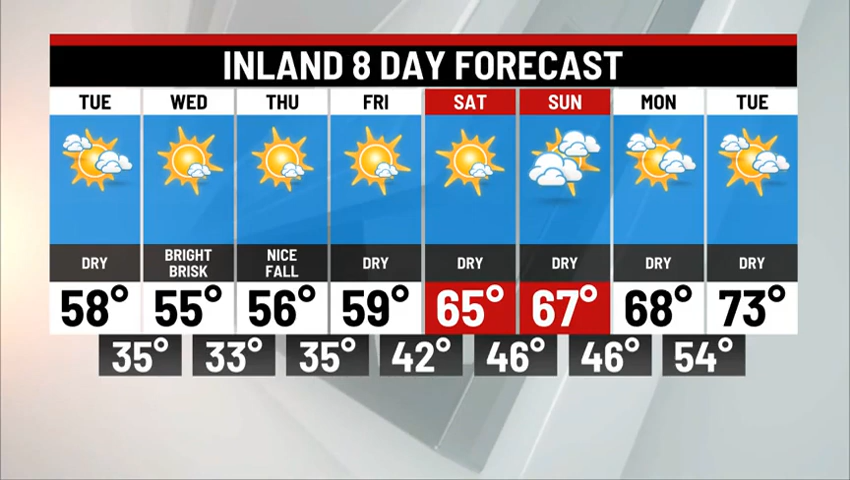 INLAND 8 DAY FORECAST
TUE WED THU FRI SAT SUN MON TUE
DRY BRIGHT BRISK NICE FALL DRY DRY DRY DRY DRY
58° 55° 56° 59° 65° 67° 68° 73°
35° 33° 35° 42° 46° 46° 54°